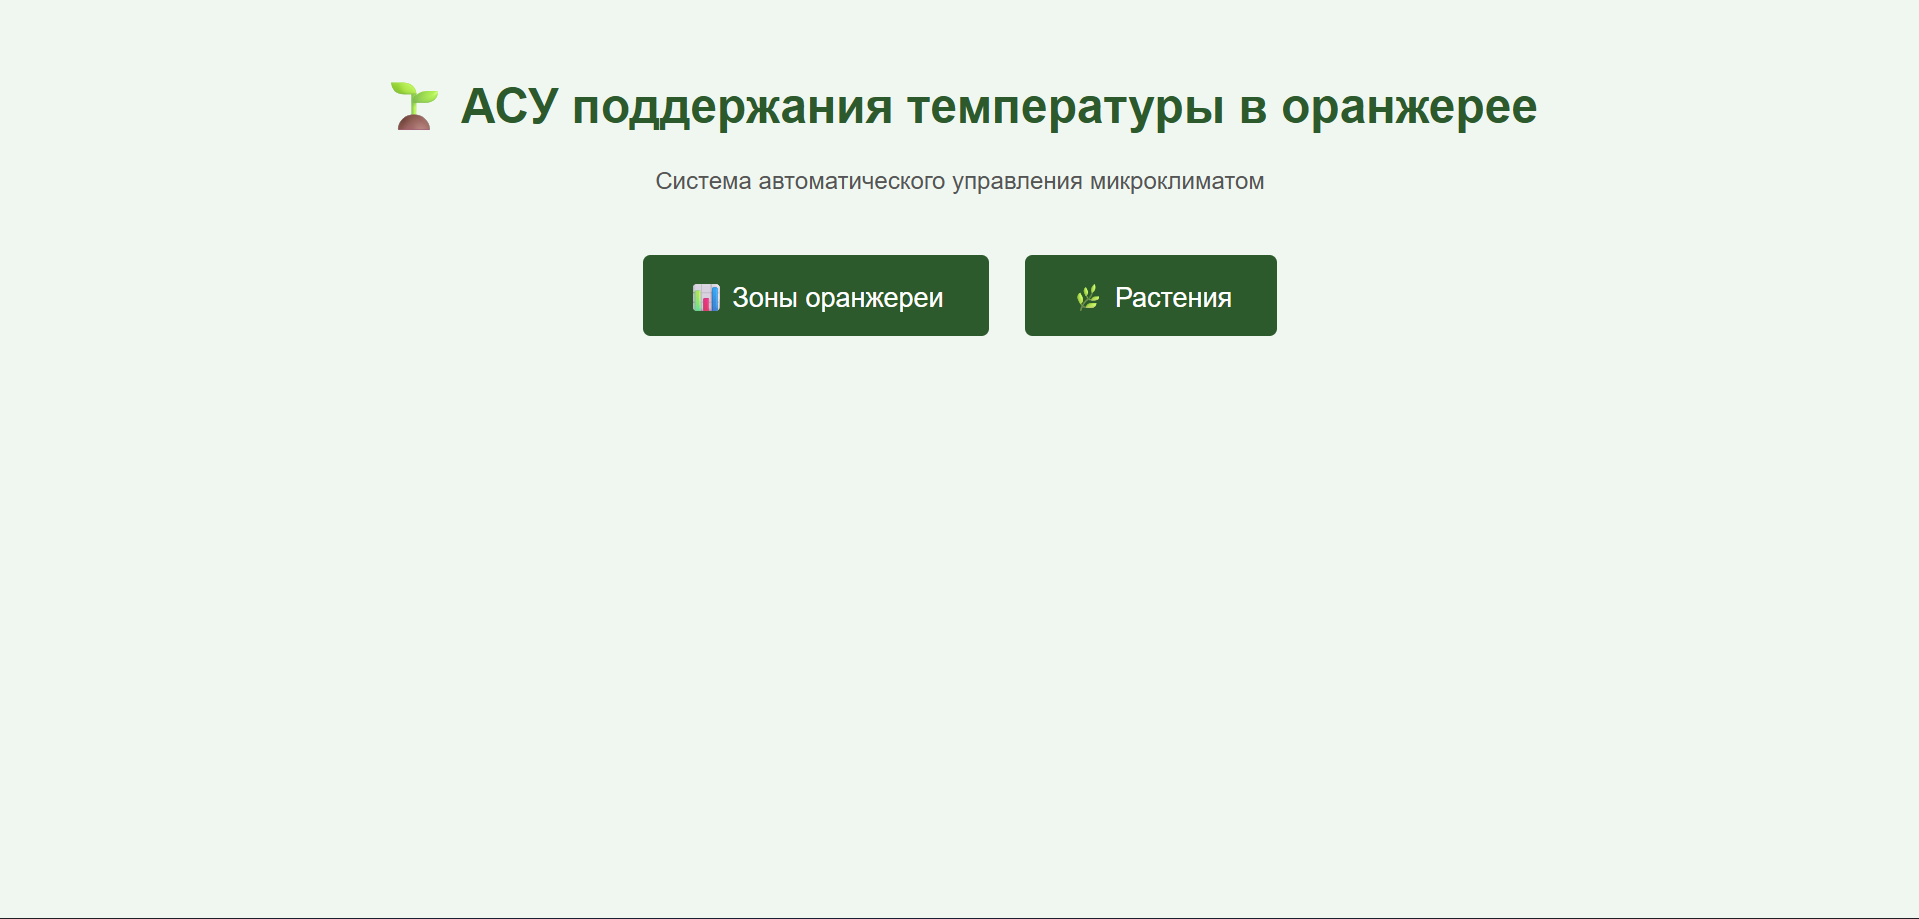 АСУ поддержания температуры в оранжерее
Система автоматического управления микроклиматом
Зоны оранжереи
Растения